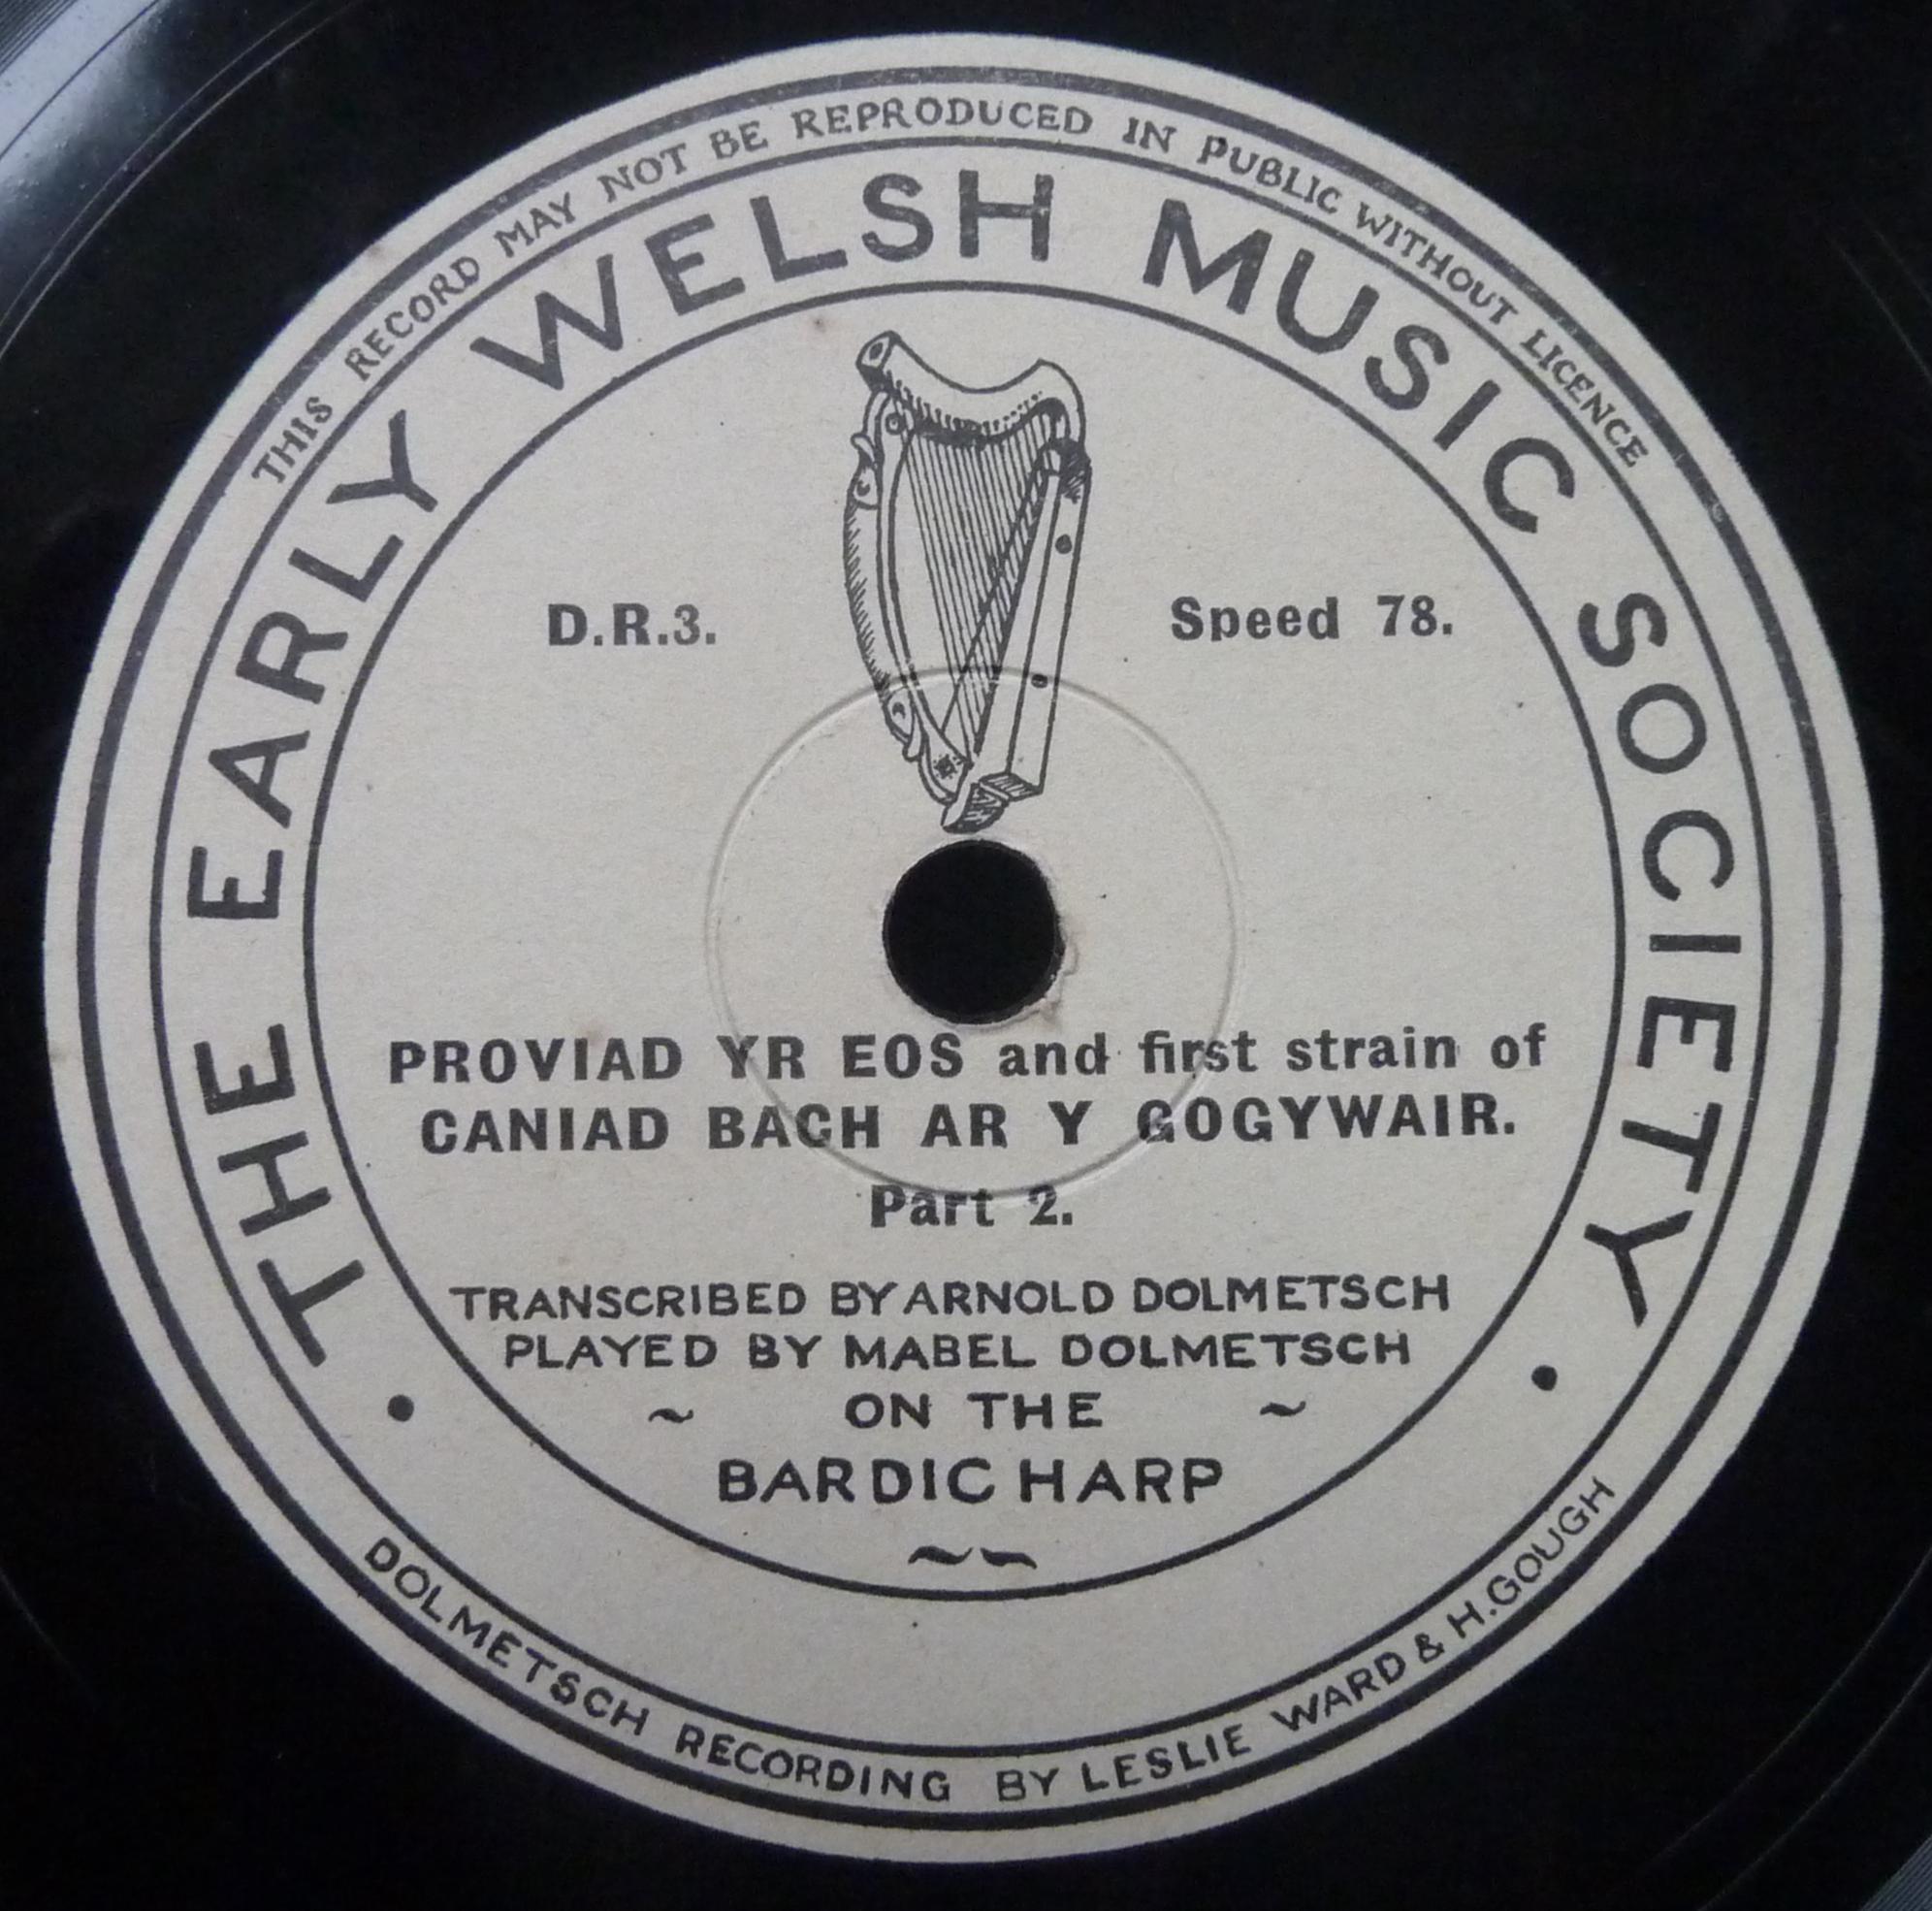 THIS RECORD MAY NOT BE REPRODUCED IN PUBLIC WITHOUT LICENCE
THE EARLY WELSH MUSIC SOCIETY
D.R.3. Speed 78.
PROVIAD YR EOS and first strain of
CANIAD BACH AR Y GOGYWAIR.
Part 2.
TRANSCRIBED BY ARNOLD DOLMETSCH
PLAYED BY MABEL DOLMETSCH
~ ON THE ~
BARDIC HARP
DOLMETSCH RECORDING BY LESLIE WARD & H. GOUGH